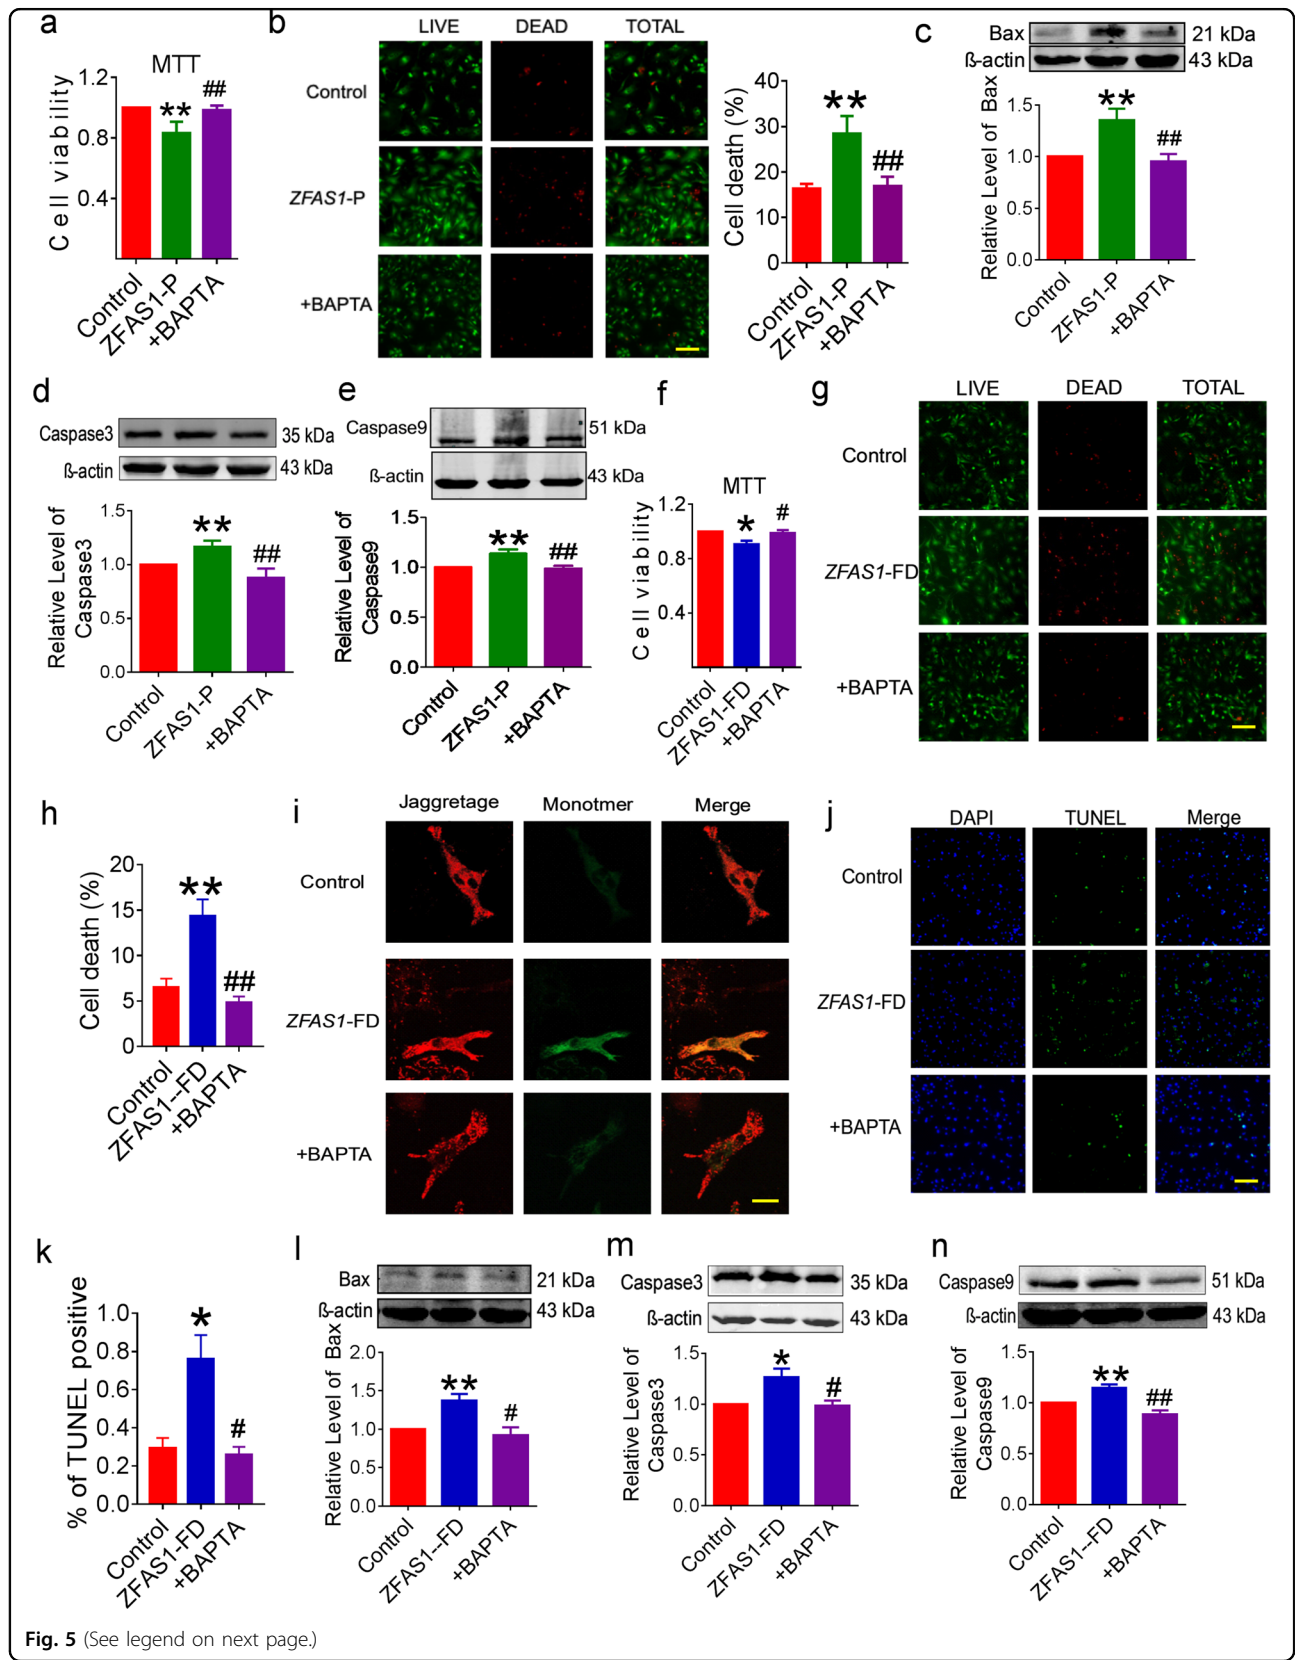 a
MTT
Cell viability
1.2
0.8
0.4
**
##
Control
ZFAS1-P
+BAPTA
b
LIVE DEAD TOTAL
Control
ZFAS1-P
+BAPTA
Cell death (%)
40
30
20
10
0
**
##
Control
ZFAS1-P
+BAPTA
c
Bax 21 kDa
ß-actin 43 kDa
Relative Level of Bax
1.5
1.0
0.5
0.0
**
##
Control
ZFAS1-P
+BAPTA
d
Caspase3 35 kDa
ß-actin 43 kDa
Relative Level of
Caspase3
1.5
1.0
0.5
0.0
**
##
Control
ZFAS1-P
+BAPTA
e
Caspase9 51 kDa
ß-actin 43 kDa
Relative Level of
Caspase9
1.5
1.0
0.5
0.0
**
##
Control
ZFAS1-P
+BAPTA
f
MTT
Cell viability
1.2
0.8
0.4
*
#
Control
ZFAS1-FD
+BAPTA
g
LIVE DEAD TOTAL
Control
ZFAS1-FD
+BAPTA
h
Cell death (%)
20
15
10
5
0
**
##
Control
ZFAS1--FD
+BAPTA
i
Jaggretage Monotmer Merge
Control
ZFAS1-FD
+BAPTA
j
DAPI TUNEL Merge
Control
ZFAS1-FD
+BAPTA
k
% of TUNEL positive
1.0
0.8
0.6
0.4
0.2
0.0
*
#
Control
ZFAS1-FD
+BAPTA
l
Bax 21 kDa
ß-actin 43 kDa
Relative Level of Bax
2.0
1.5
1.0
0.5
0.0
**
#
Control
ZFAS1--FD
+BAPTA
m
Caspase3 35 kDa
ß-actin 43 kDa
Relative Level of
Caspase3
1.5
1.0
0.5
0.0
*
#
Control
ZFAS1-FD
+BAPTA
n
Caspase9 51 kDa
ß-actin 43 kDa
Relative Level of
Caspase9
1.5
1.0
0.5
0.0
**
##
Control
ZFAS1--FD
+BAPTA
Fig. 5 (See legend on next page.)